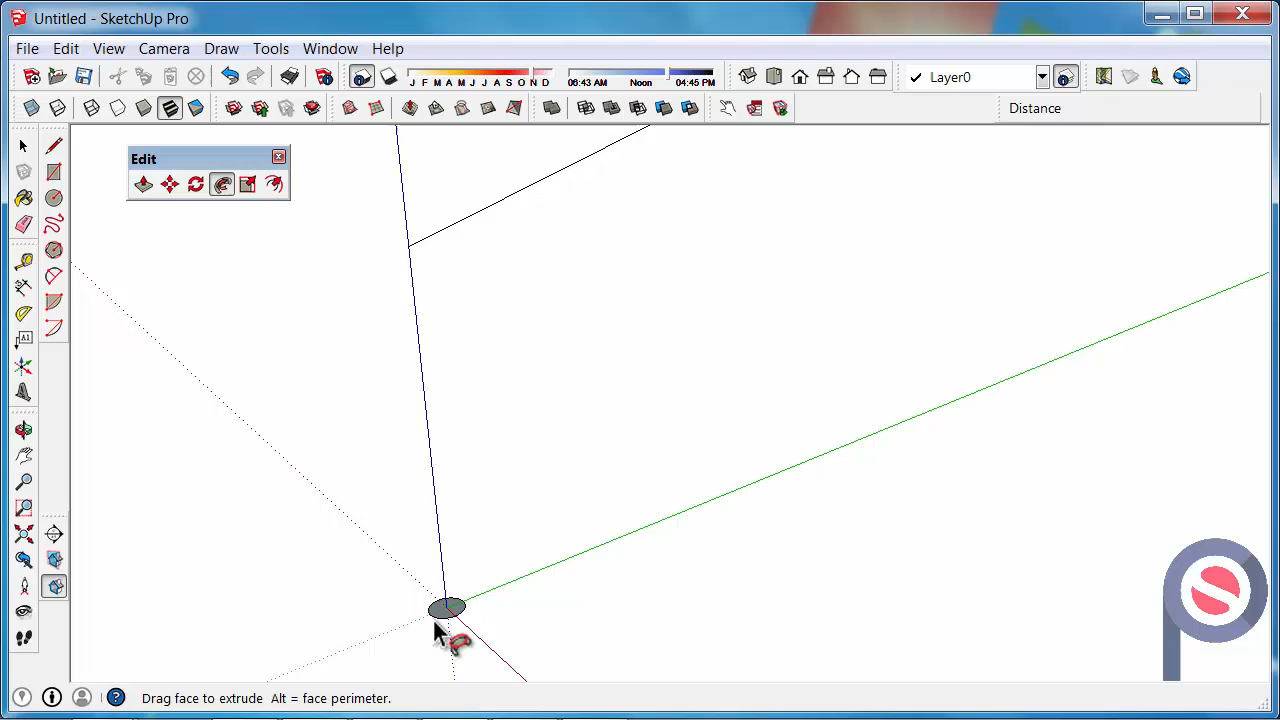 Untitled - SketchUp Pro
File Edit View Camera Draw Tools Window Help
J F M A M J J A S O N D
06:43 AM Noon 04:45 PM
Layer0
Distance
Edit
A1
Drag face to extrude Alt = face perimeter.